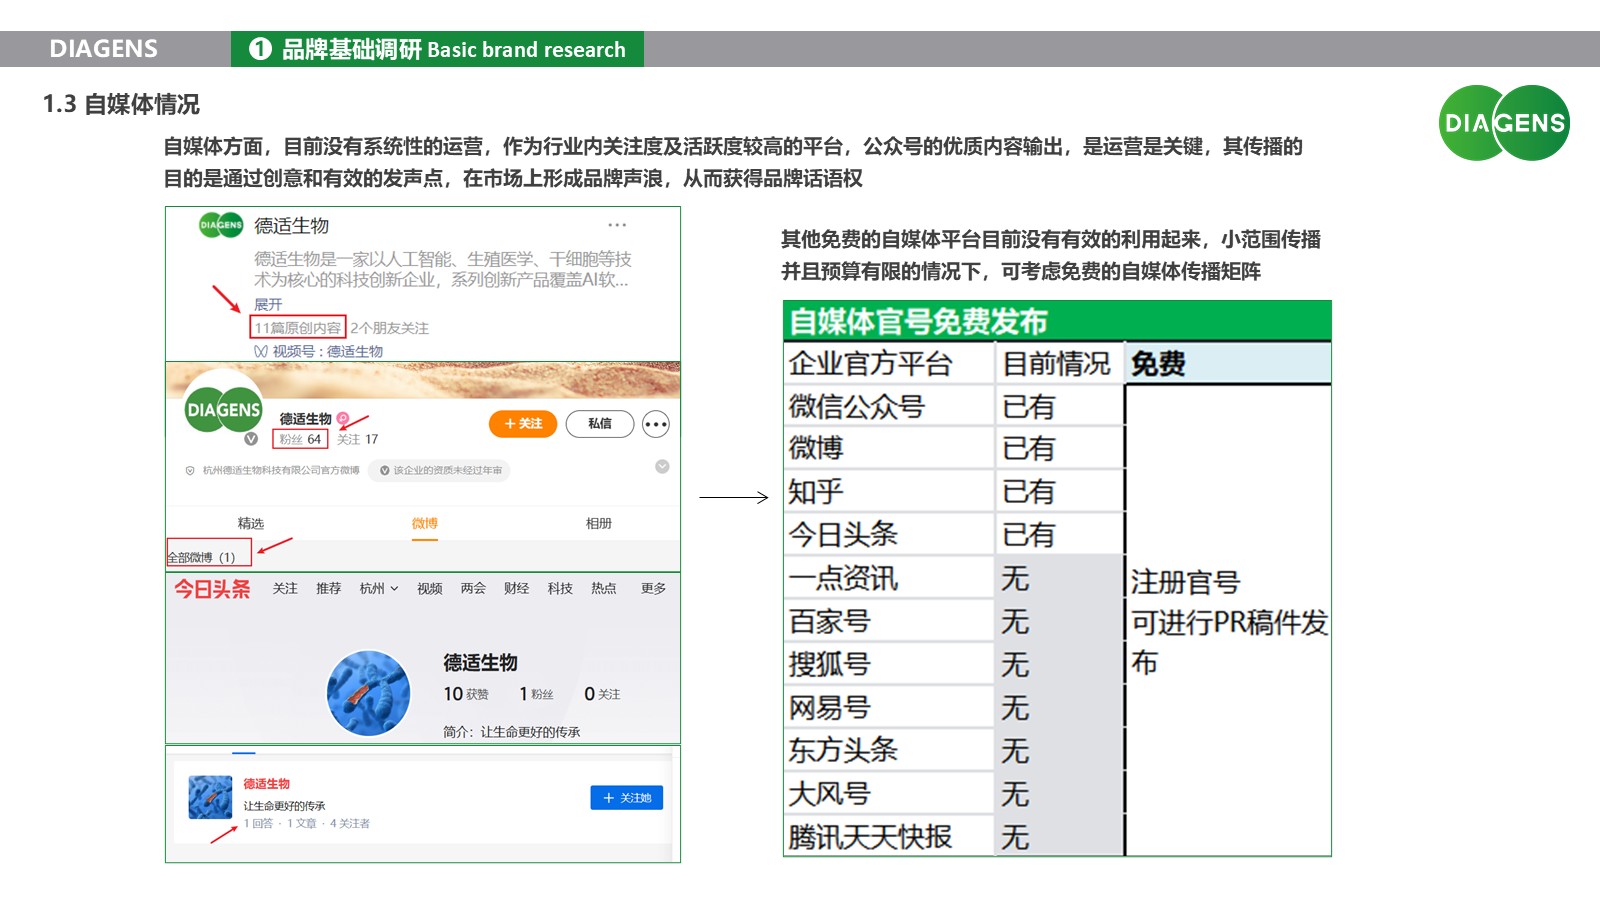 DIAGENS
1 品牌基础调研 Basic brand research
1.3 自媒体情况
DIAGENS
自媒体方面，目前没有系统性的运营，作为行业内关注度及活跃度较高的平台，公众号的优质内容输出，是运营是关键，其传播的
目的是通过创意和有效的发声点，在市场上形成品牌声浪，从而获得品牌话语权
DIAGENS 德适生物 ···
德适生物是一家以人工智能、生殖医学、干细胞等技
术为核心的科技创新企业，系列创新产品覆盖AI软...
展开
11篇原创内容 2个朋友关注
视频号：德适生物
DIAGENS
德适生物
粉丝 64 关注 17
+ 关注 私信 •••
V 杭州德适生物科技有限公司官方微博 V 该企业的资质未经过年审
精选 微博 相册
全部微博（1）
今日头条 关注 推荐 杭州 视频 两会 财经 科技 热点 更多
德适生物
10 获赞 1 粉丝 0 关注
简介：让生命更好的传承
德适生物
让生命更好的传承
1 回答 · 1 文章 · 4 关注者
+ 关注她
其他免费的自媒体平台目前没有有效的利用起来，小范围传播
并且预算有限的情况下，可考虑免费的自媒体传播矩阵
自媒体官号免费发布
企业官方平台 目前情况 免费
微信公众号 已有
微博 已有
知乎 已有
今日头条 已有
一点资讯 无
百家号 无
搜狐号 无
网易号 无
东方头条 无
大风号 无
腾讯天天快报 无
注册官号
可进行PR稿件发
布